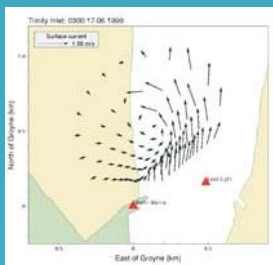 Trinity Inlet: 0300 17.06.1999
Surface current
1.00 m/s
1.0
0.5
0
0.5
0
0.5
North of Groyne (km)
East of Groyne (km)